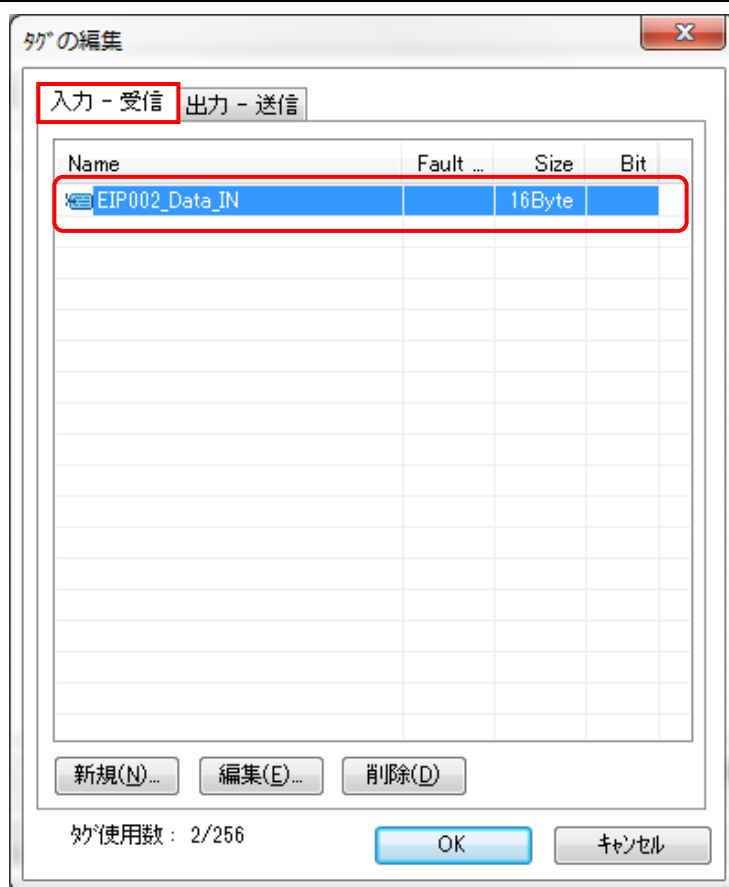 ﾀｸﾞの編集
入力 - 受信 出力 - 送信
Name Fault ... Size Bit
EIP002_Data_IN 16Byte
新規(N)... 編集(E)... 削除(D)
ﾀｸﾞ使用数 : 2/256 OK ｷｬﾝｾﾙ